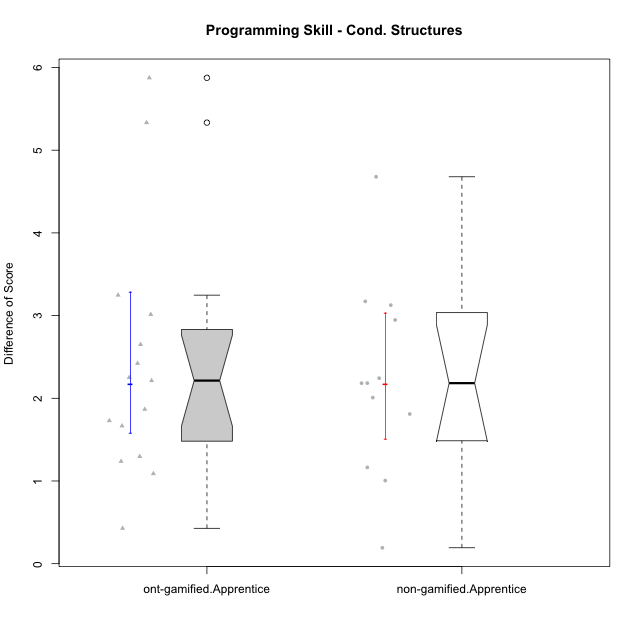 Programming Skill - Cond. Structures
Difference of Score
6
5
4
3
2
1
0
ont-gamified.Apprentice non-gamified.Apprentice